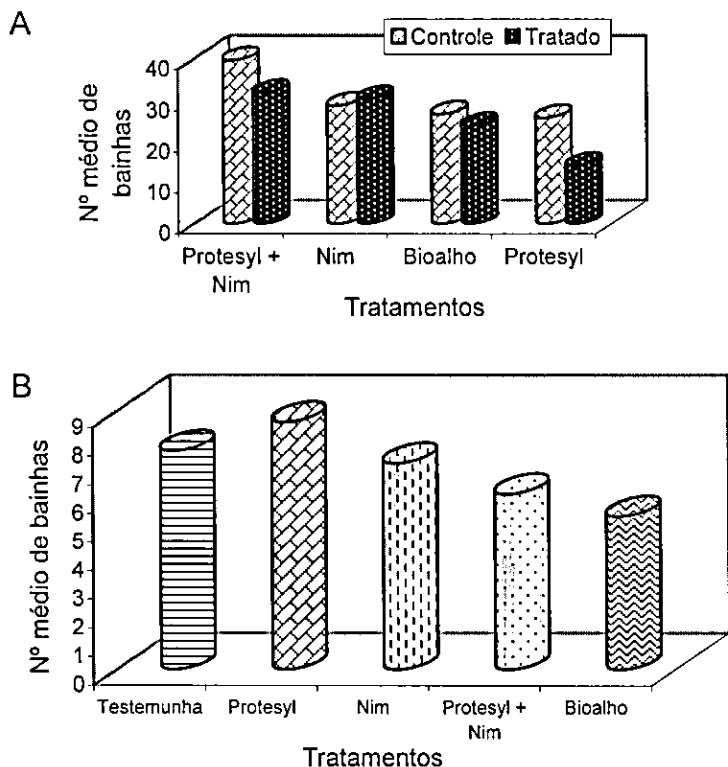 A
Controle Tratado
Nº médio de
bainhas
40
30
20
10
0
Protesyl +
Nim
Nim
Bioalho
Protesyl
Tratamentos
B
Nº médio de bainhas
9
8
7
6
5
4
3
2
1
0
Testemunha
Protesyl
Nim
Protesyl +
Nim
Bioalho
Tratamentos